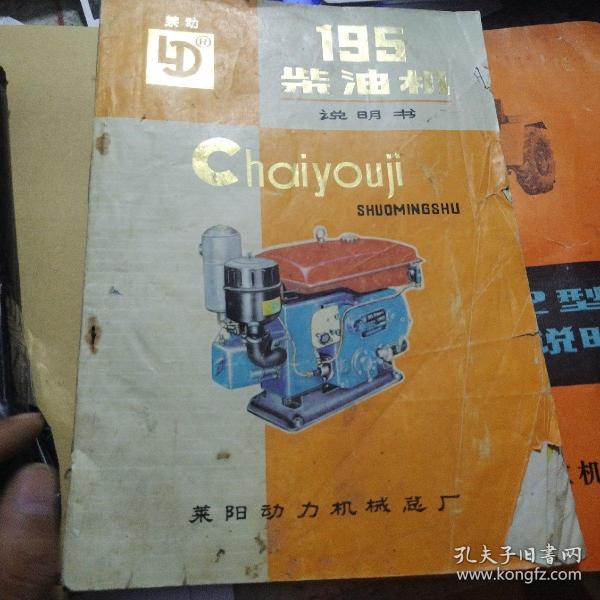 莱动
LD®
195
柴油机
说明书
Chaiyouji
SHUOMINGSHU
莱阳动力机械总厂
型
说明
机
孔夫子旧书网
www.kongfz.com